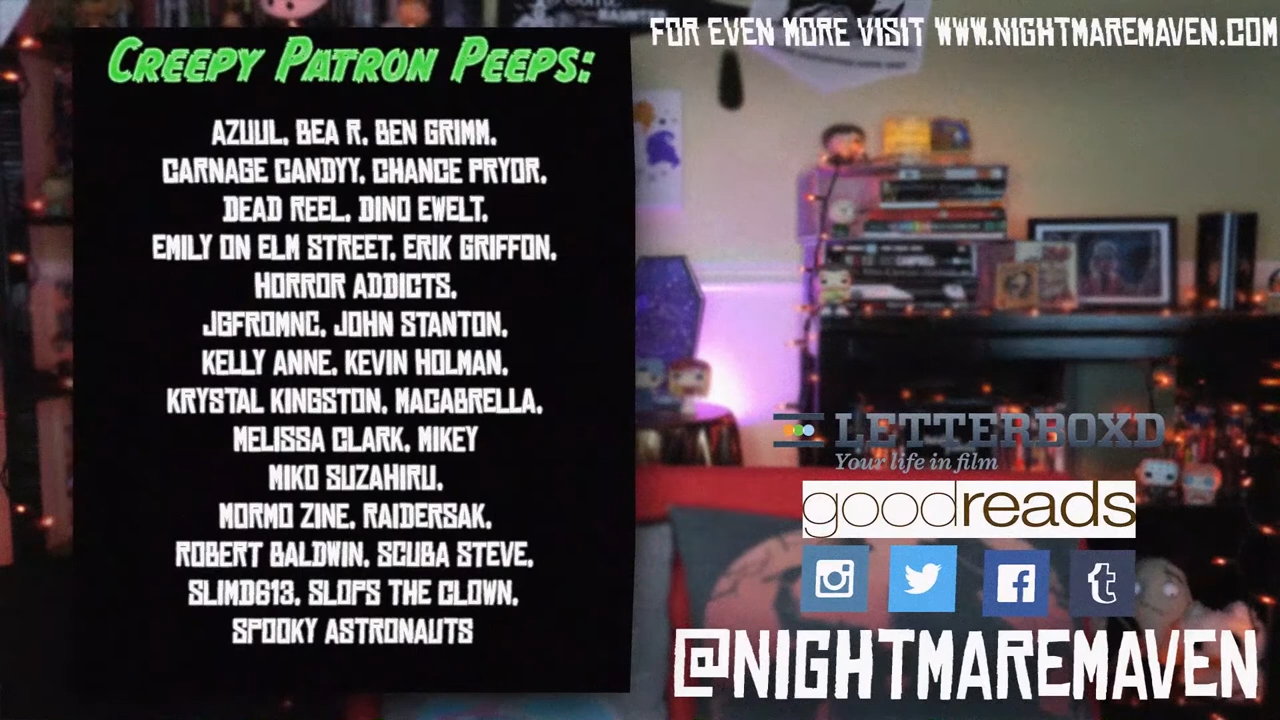 FOR EVEN MORE VISIT WWW.NIGHTMAREMAVEN.COM
CREEPY PATRON PEEPS:
AZUUL, BEA R, BEN GRIMM,
CARNAGE CANDYY, CHANCE PRYOR,
DEAD REEL, DINO EWELT,
EMILY ON ELM STREET, ERIK GRIFFON,
HORROR ADDICTS,
JGFROMNC, JOHN STANTON,
KELLY ANNE, KEVIN HOLMAN,
KRYSTAL KINGSTON, MACABRELLA,
MELISSA CLARK, MIKEY
MIKO SUZAHIRU,
MORMO ZINE, RAIDERSAK,
ROBERT BALDWIN, SCUBA STEVE,
SLIMD613, SLOPS THE CLOWN,
SPOOKY ASTRONAUTS
LETTERBOXD
Your life in film
goodreads
@NIGHTMAREMAVEN